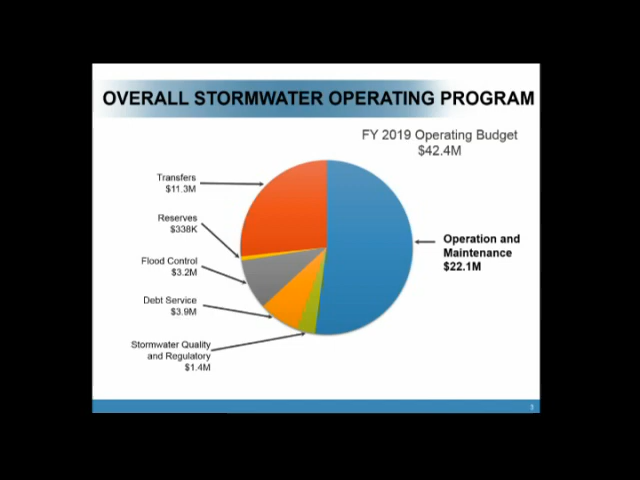 OVERALL STORMWATER OPERATING PROGRAM
FY 2019 Operating Budget
$42.4M
Transfers
$11.3M
Reserves
$338K
Flood Control
$3.2M
Debt Service
$3.9M
Stormwater Quality
and Regulatory
$1.4M
Operation and
Maintenance
$22.1M